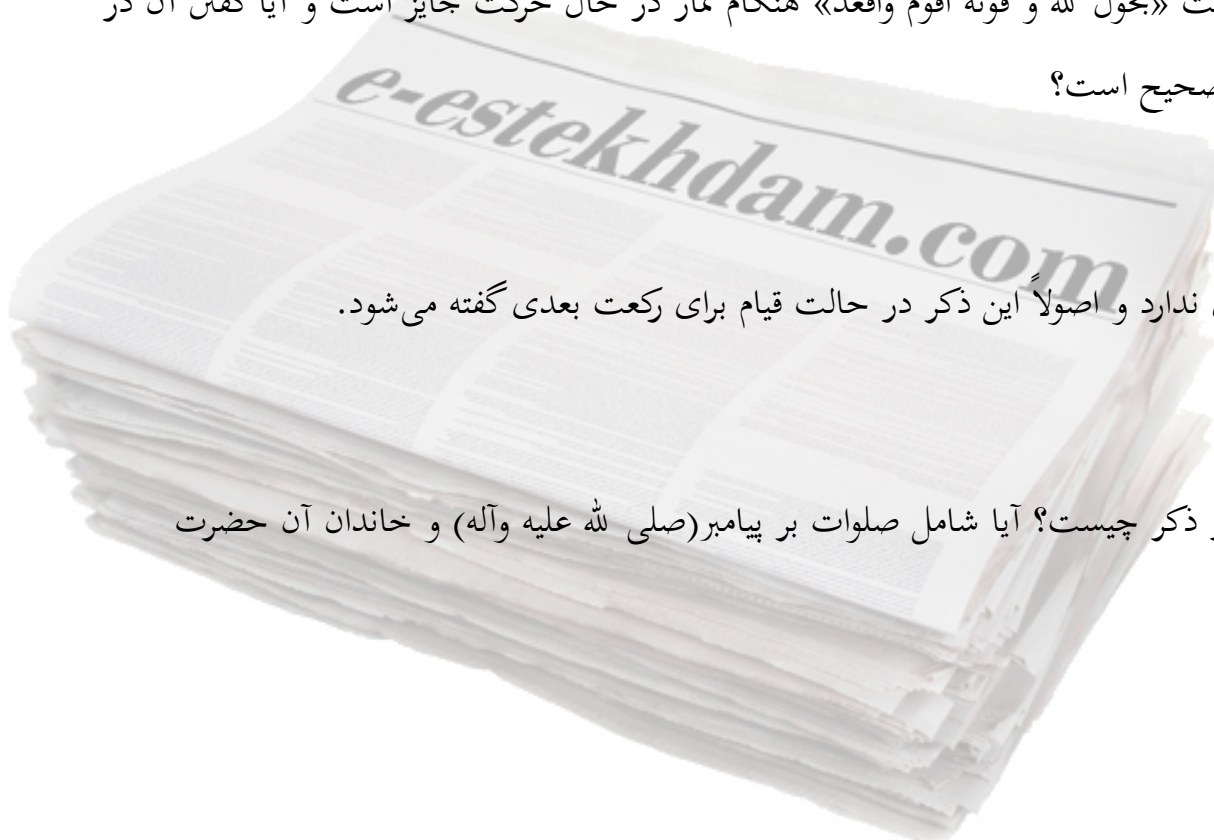 «بحول لله و قوته اقوم واقعد» هنگام نماز در حال حرکت جایز است و آیا گفتن آن در
صحیح است؟
e-estekhdam.com
ندارد و اصولاً این ذکر در حالت قیام برای رکعت بعدی گفته می‌شود.
ذکر چیست؟ آیا شامل صلوات بر پیامبر(صلی لله علیه وآله) و خاندان آن حضرت